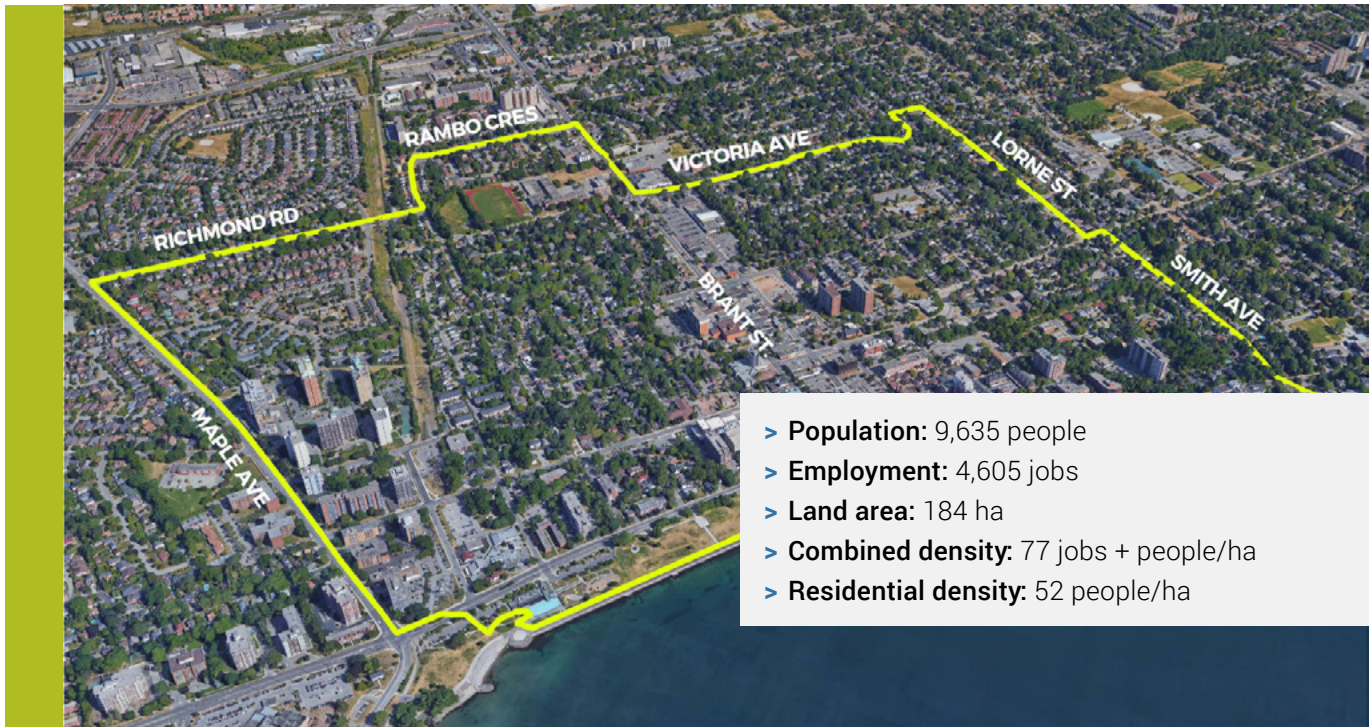 RAMBO CRES
VICTORIA AVE
LORNE ST
RICHMOND RD
SMITH AVE
BRANT ST
MAPLE AVE
> Population: 9,635 people
> Employment: 4,605 jobs
> Land area: 184 ha
> Combined density: 77 jobs + people/ha
> Residential density: 52 people/ha